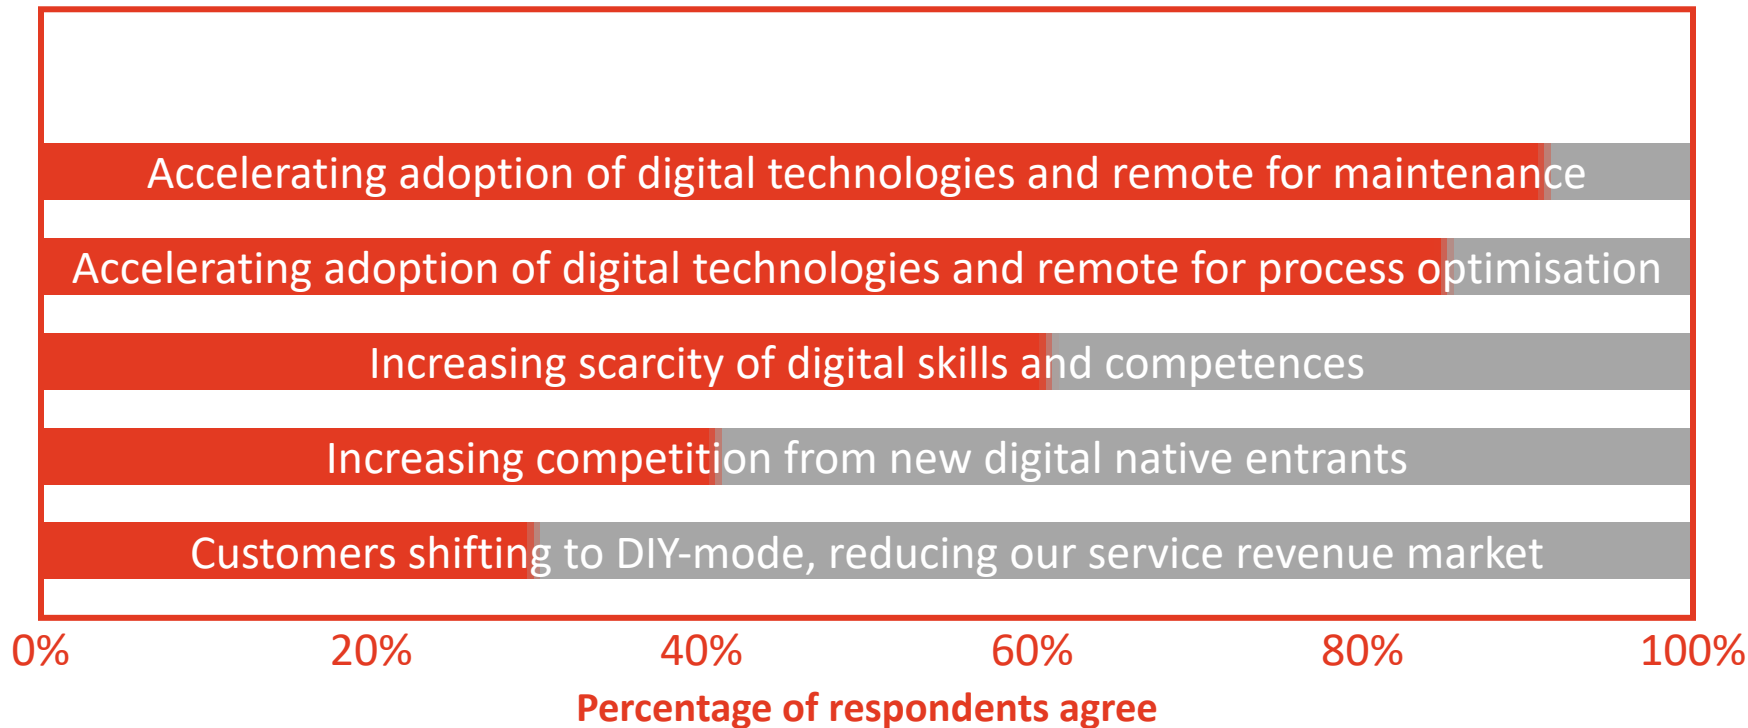 Accelerating adoption of digital technologies and remote for maintenance
Accelerating adoption of digital technologies and remote for process optimisation
Increasing scarcity of digital skills and competences
Increasing competition from new digital native entrants
Customers shifting to DIY-mode, reducing our service revenue market
0% 20% 40% 60% 80% 100%
Percentage of respondents agree